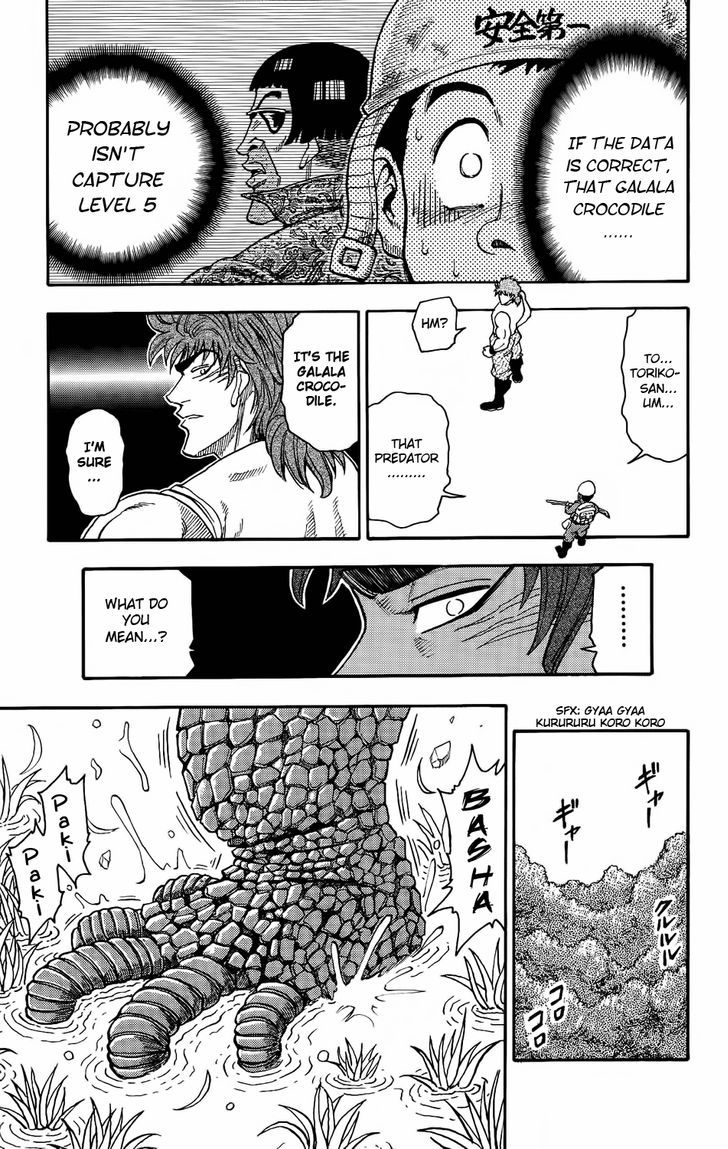 安全第一
IF THE DATA
IS CORRECT,
THAT GALALA
CROCODILE
......
PROBABLY
ISN'T
CAPTURE
LEVEL 5
TO...
TORIKO-
SAN...
UM...
HM?
THAT
PREDATOR
.........
IT'S THE
GALALA
CROCO-
DILE.
I'M
SURE
...
........
WHAT DO
YOU
MEAN...?
SFX: GYAA GYAA
KURURURU KORO KORO
ギャー
ギャー
クルルル
コロ
コロ
BASHA
Paki
Paki